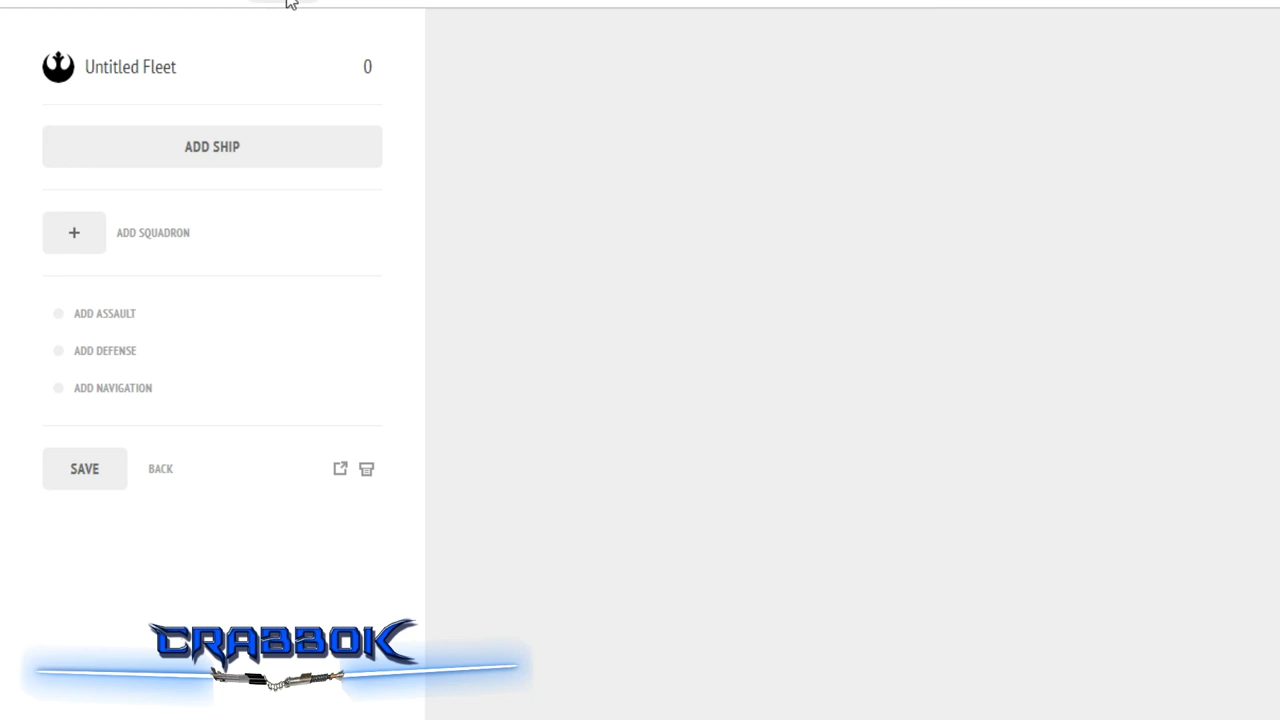 Untitled Fleet 0
ADD SHIP
+ ADD SQUADRON
ADD ASSAULT
ADD DEFENSE
ADD NAVIGATION
SAVE BACK
CRABBOK